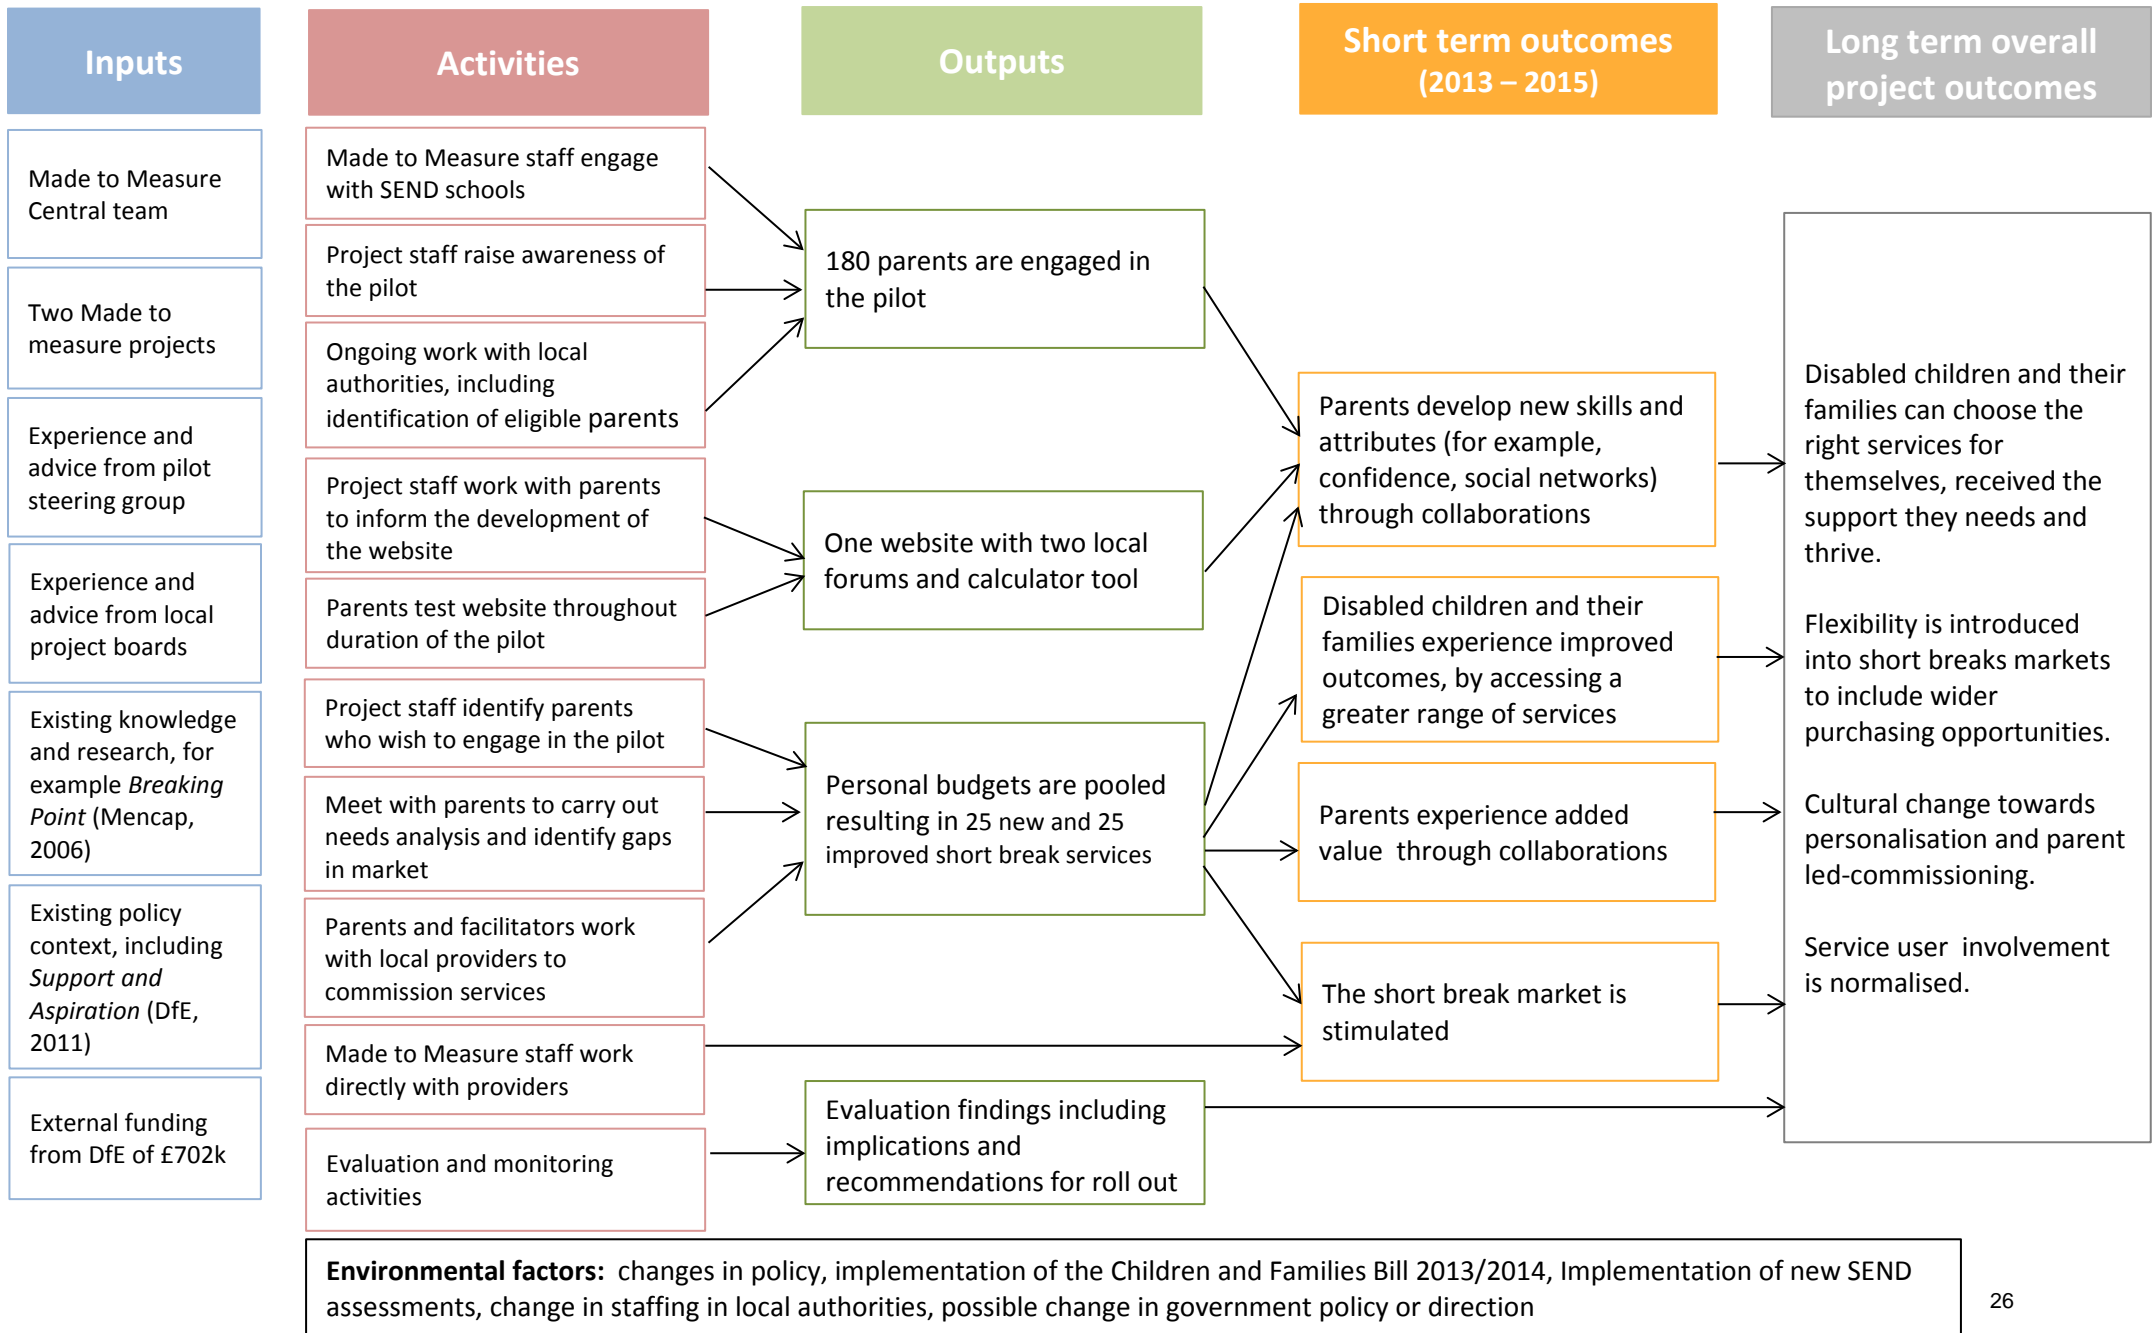 Inputs
Made to Measure
Central team
Two Made to
measure projects
Experience and
advice from pilot
steering group
Experience and
advice from local
project boards
Existing knowledge
and research, for
example Breaking
Point (Mencap,
2006)
Existing policy
context, including
Support and
Aspiration (DfE,
2011)
External funding
from DfE of £702k
Activities
Made to Measure staff engage
with SEND schools
Project staff raise awareness of
the pilot
Ongoing work with local
authorities, including
identification of eligible parents
Project staff work with parents
to inform the development of
the website
Parents test website throughout
duration of the pilot
Project staff identify parents
who wish to engage in the pilot
Meet with parents to carry out
needs analysis and identify gaps
in market
Parents and facilitators work
with local providers to
commission services
Made to Measure staff work
directly with providers
Evaluation and monitoring
activities
Outputs
180 parents are engaged in
the pilot
One website with two local
forums and calculator tool
Personal budgets are pooled
resulting in 25 new and 25
improved short break services
Evaluation findings including
implications and
recommendations for roll out
Short term outcomes
(2013 – 2015)
Parents develop new skills and
attributes (for example,
confidence, social networks)
through collaborations
Disabled children and their
families experience improved
outcomes, by accessing a
greater range of services
Parents experience added
value through collaborations
The short break market is
stimulated
Long term overall
project outcomes
Disabled children and their
families can choose the
right services for
themselves, received the
support they needs and
thrive.
Flexibility is introduced
into short breaks markets
to include wider
purchasing opportunities.
Cultural change towards
personalisation and parent
led-commissioning.
Service user involvement
is normalised.
Environmental factors: changes in policy, implementation of the Children and Families Bill 2013/2014, Implementation of new SEND
assessments, change in staffing in local authorities, possible change in government policy or direction
26